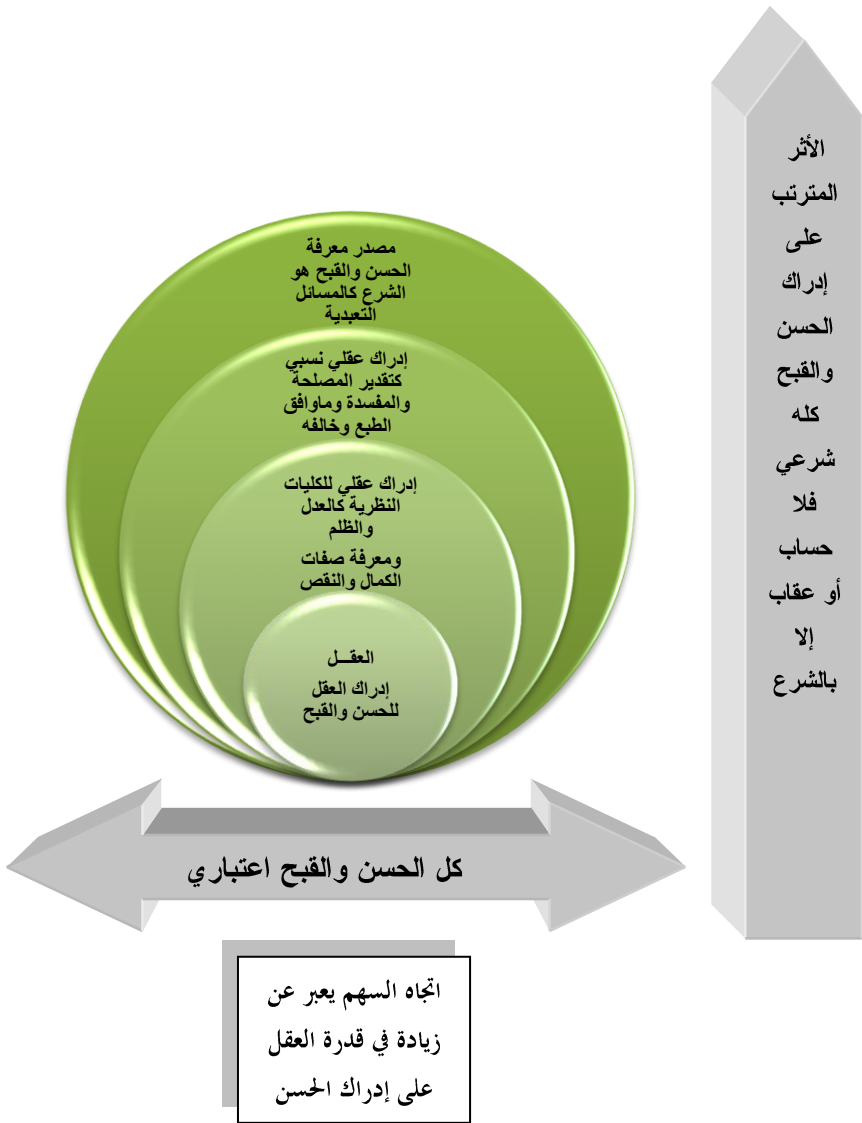 مصدر معرفة
الحسن والقبح هو
الشرع كالمسائل
التعبدية
إدراك عقلي نسبي
كتقدير المصلحة
والمفسدة وماوافق
الطبع وخالفه
إدراك عقلي للكليات
النظرية كالعدل
والظلم
ومعرفة صفات
الكمال والنقص
العقـــل
إدراك العقل
للحسن والقبح
الأثر
المترتب
على
إدراك
الحسن
والقبح
كله
شرعي
فلا
حساب
أو عقاب
إلا
بالشرع
كل الحسن والقبح اعتباري
اتجاه السهم يعبر عن
زيادة في قدرة العقل
على إدراك الحسن